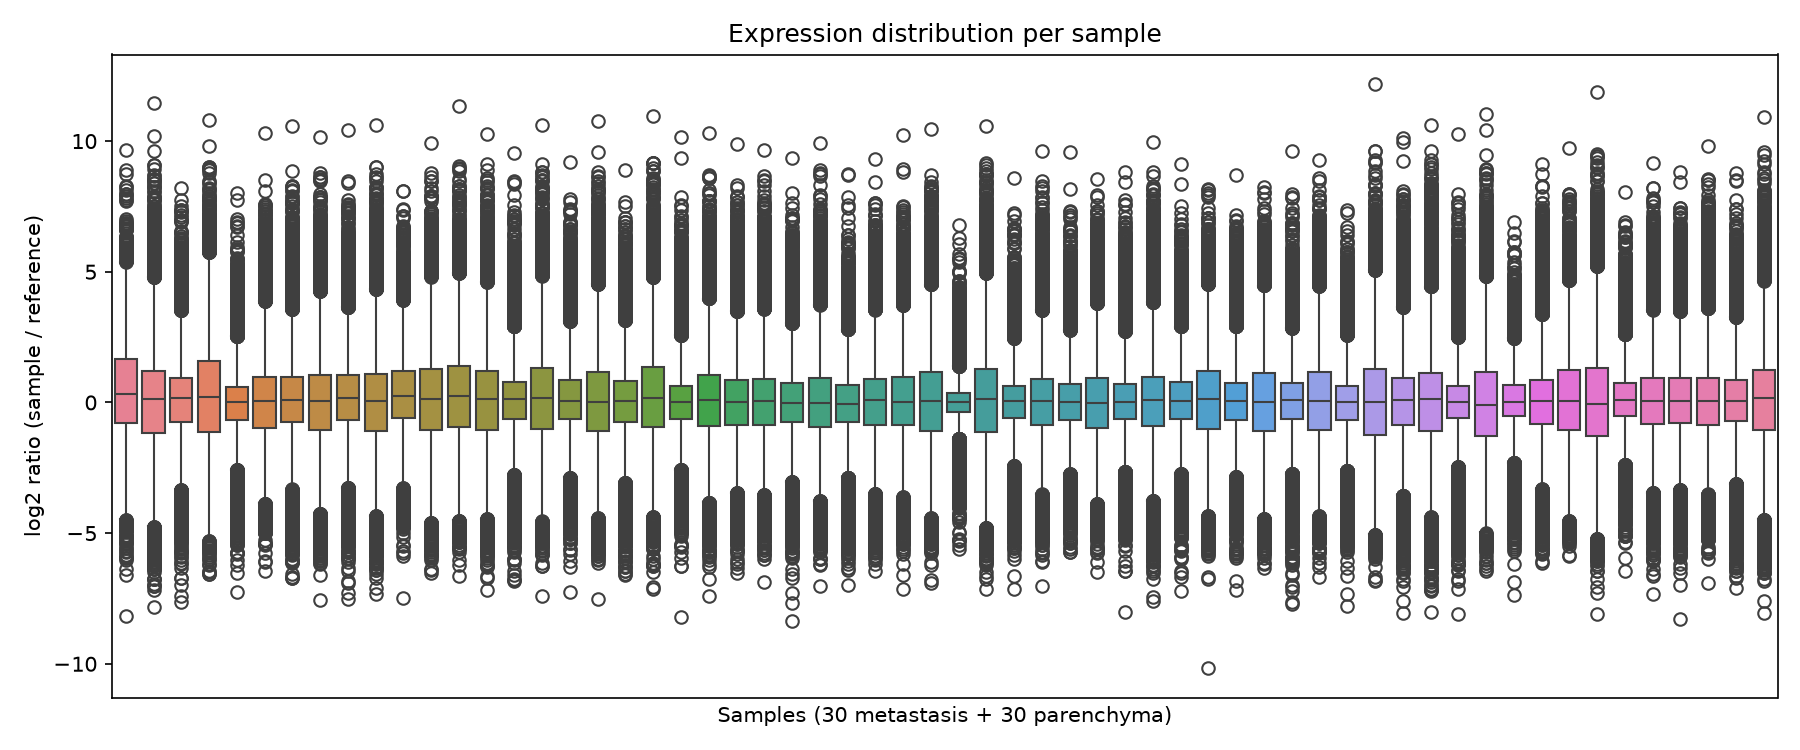 Expression distribution per sample
log2 ratio (sample / reference)
10
5
0
−5
−10
Samples (30 metastasis + 30 parenchyma)